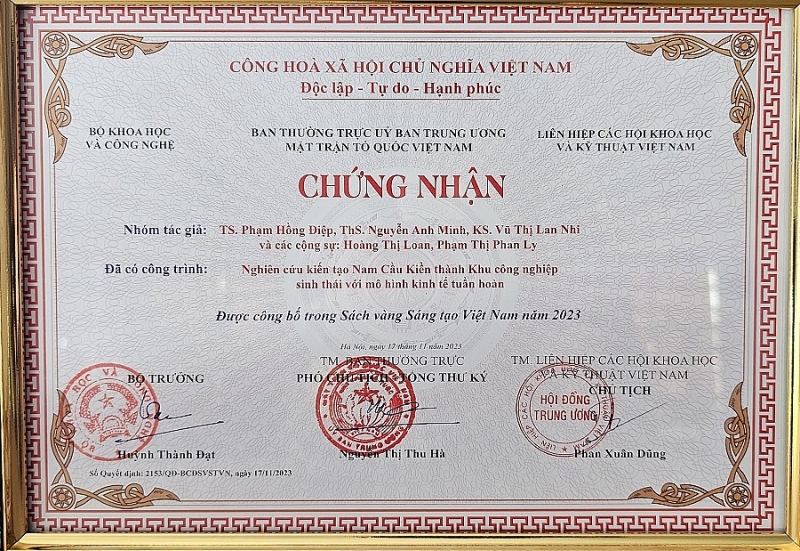 CÔNG HOÀ XÃ HỘI CHỦ NGHĨA VIỆT NAM
Độc lập - Tự do - Hạnh phúc
BỘ KHOA HỌC
VÀ CÔNG NGHỆ
BAN THƯỜNG TRỰC UỶ BAN TRUNG ƯƠNG
MẶT TRẬN TỔ QUỐC VIỆT NAM
LIÊN HIỆP CÁC HỘI KHOA HỌC
VÀ KỸ THUẬT VIỆT NAM
CHỨNG NHẬN
Nhóm tác giả: TS. Phạm Hồng Điệp, ThS. Nguyễn Anh Minh, KS. Vũ Thị Lan Nhi
và các cộng sự: Hoàng Thị Loan, Phạm Thị Phan Ly
Đã có công trình: Nghiên cứu kiến tạo Nam Cầu Kiền thành Khu công nghiệp
sinh thái với mô hình kinh tế tuần hoàn
Được công bố trong Sách vàng Sáng tạo Việt Nam năm 2023
Hà Nội, ngày 17 tháng 11 năm 2023
BỘ TRƯỞNG
TM. BAN THƯỜNG TRỰC
PHÓ CHỦ TỊCH - TỔNG THƯ KÝ
TM. LIÊN HIỆP CÁC HỘI KHOA HỌC
VÀ KỸ THUẬT VIỆT NAM
CHỦ TỊCH
HỘI ĐỒNG
TRUNG ƯƠNG
ỦY BAN TRUNG ƯƠNG
Huỳnh Thành Đạt
Nguyễn Thị Thu Hà
Phan Xuân Dũng
Số Quyết định: 2153/QĐ-BCDSVSTVN, ngày 17/11/2023